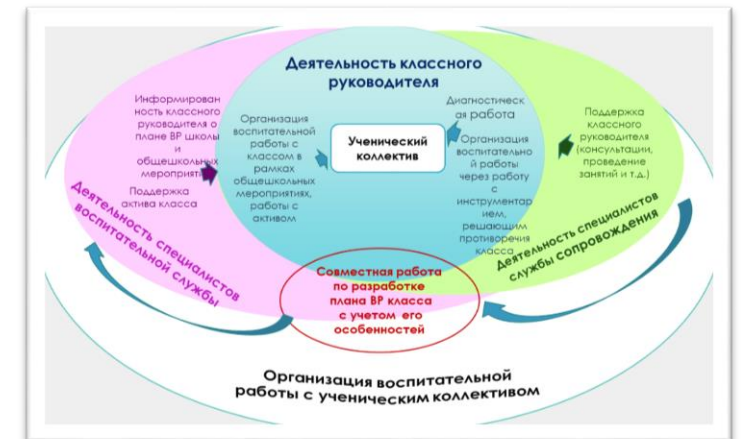 Деятельность классного
руководителя
Информирован
ность классного
руководителя о
плане ВР школы
и
общешкольных
мероприятиях
Поддержка
актива класса
Организация
воспитательной
работы с
классом в
рамках
общешкольных
мероприятиях,
работы с
активом
Ученический
коллектив
Диагностическ
ая работа
Организация
воспитательно
й работы
через работу
с
инструментар
ием,
решающим
противоречия
класса
Поддержка
классного
руководителя
(консультации,
проведение
занятий и т.д.)
Деятельность специалистов
воспитательной службы
Деятельность специалистов
службы сопровождения
Совместная работа
по разработке
плана ВР класса
с учетом его
особенностей
Организация воспитательной
работы с ученическим коллективом